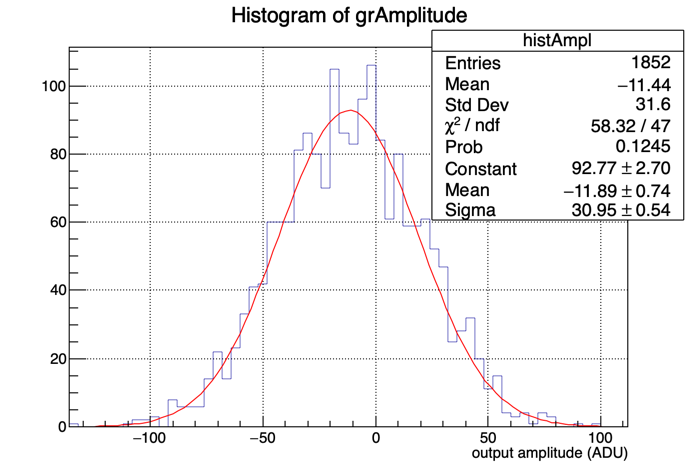 Histogram of grAmplitude
histAmpl
Entries 1852
Mean −11.44
Std Dev 31.6
χ² / ndf 58.32 / 47
Prob 0.1245
Constant 92.77 ± 2.70
Mean −11.89 ± 0.74
Sigma 30.95 ± 0.54
100
80
60
40
20
0
−100 −50 0 50 100
output amplitude (ADU)